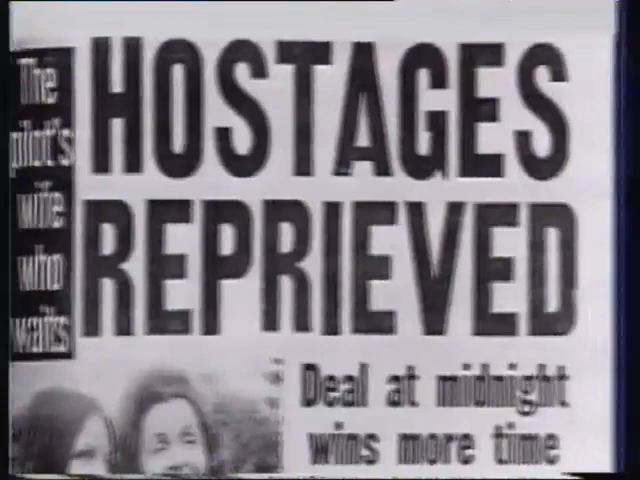 The
pilot's
wife
who
waits
HOSTAGES
REPRIEVED
Deal at midnight
wins more time